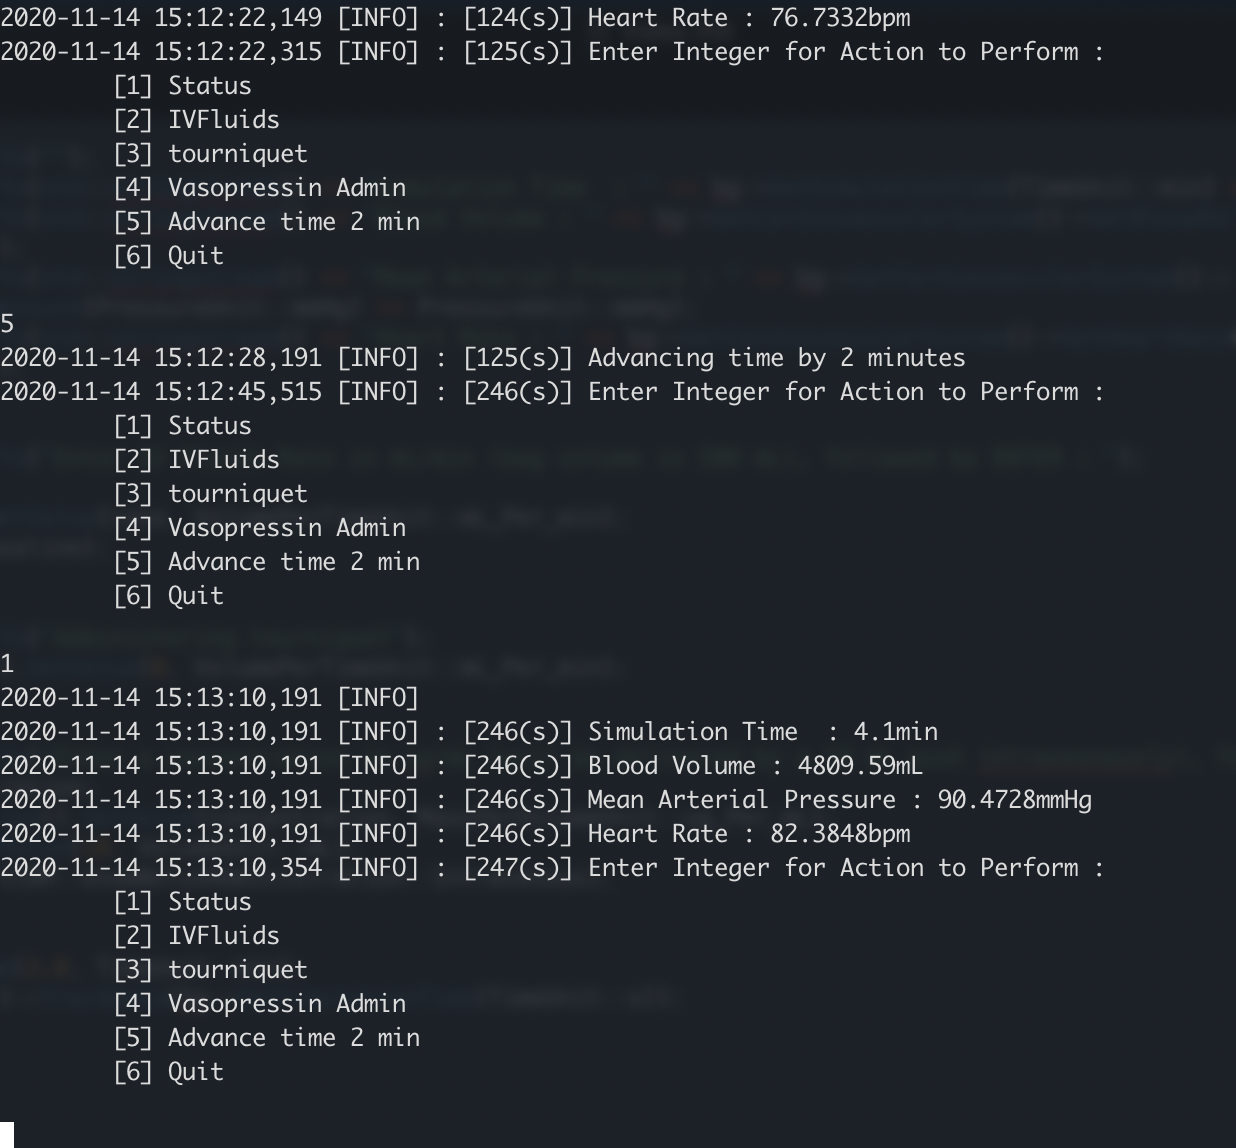 2020-11-14 15:12:22,149 [INFO] : [124(s)] Heart Rate : 76.7332bpm
2020-11-14 15:12:22,315 [INFO] : [125(s)] Enter Integer for Action to Perform :
[1] Status
[2] IVFluids
[3] tourniquet
[4] Vasopressin Admin
[5] Advance time 2 min
[6] Quit
5
2020-11-14 15:12:28,191 [INFO] : [125(s)] Advancing time by 2 minutes
2020-11-14 15:12:45,515 [INFO] : [246(s)] Enter Integer for Action to Perform :
[1] Status
[2] IVFluids
[3] tourniquet
[4] Vasopressin Admin
[5] Advance time 2 min
[6] Quit
1
2020-11-14 15:13:10,191 [INFO]
2020-11-14 15:13:10,191 [INFO] : [246(s)] Simulation Time  : 4.1min
2020-11-14 15:13:10,191 [INFO] : [246(s)] Blood Volume : 4809.59mL
2020-11-14 15:13:10,191 [INFO] : [246(s)] Mean Arterial Pressure : 90.4728mmHg
2020-11-14 15:13:10,191 [INFO] : [246(s)] Heart Rate : 82.3848bpm
2020-11-14 15:13:10,354 [INFO] : [247(s)] Enter Integer for Action to Perform :
[1] Status
[2] IVFluids
[3] tourniquet
[4] Vasopressin Admin
[5] Advance time 2 min
[6] Quit